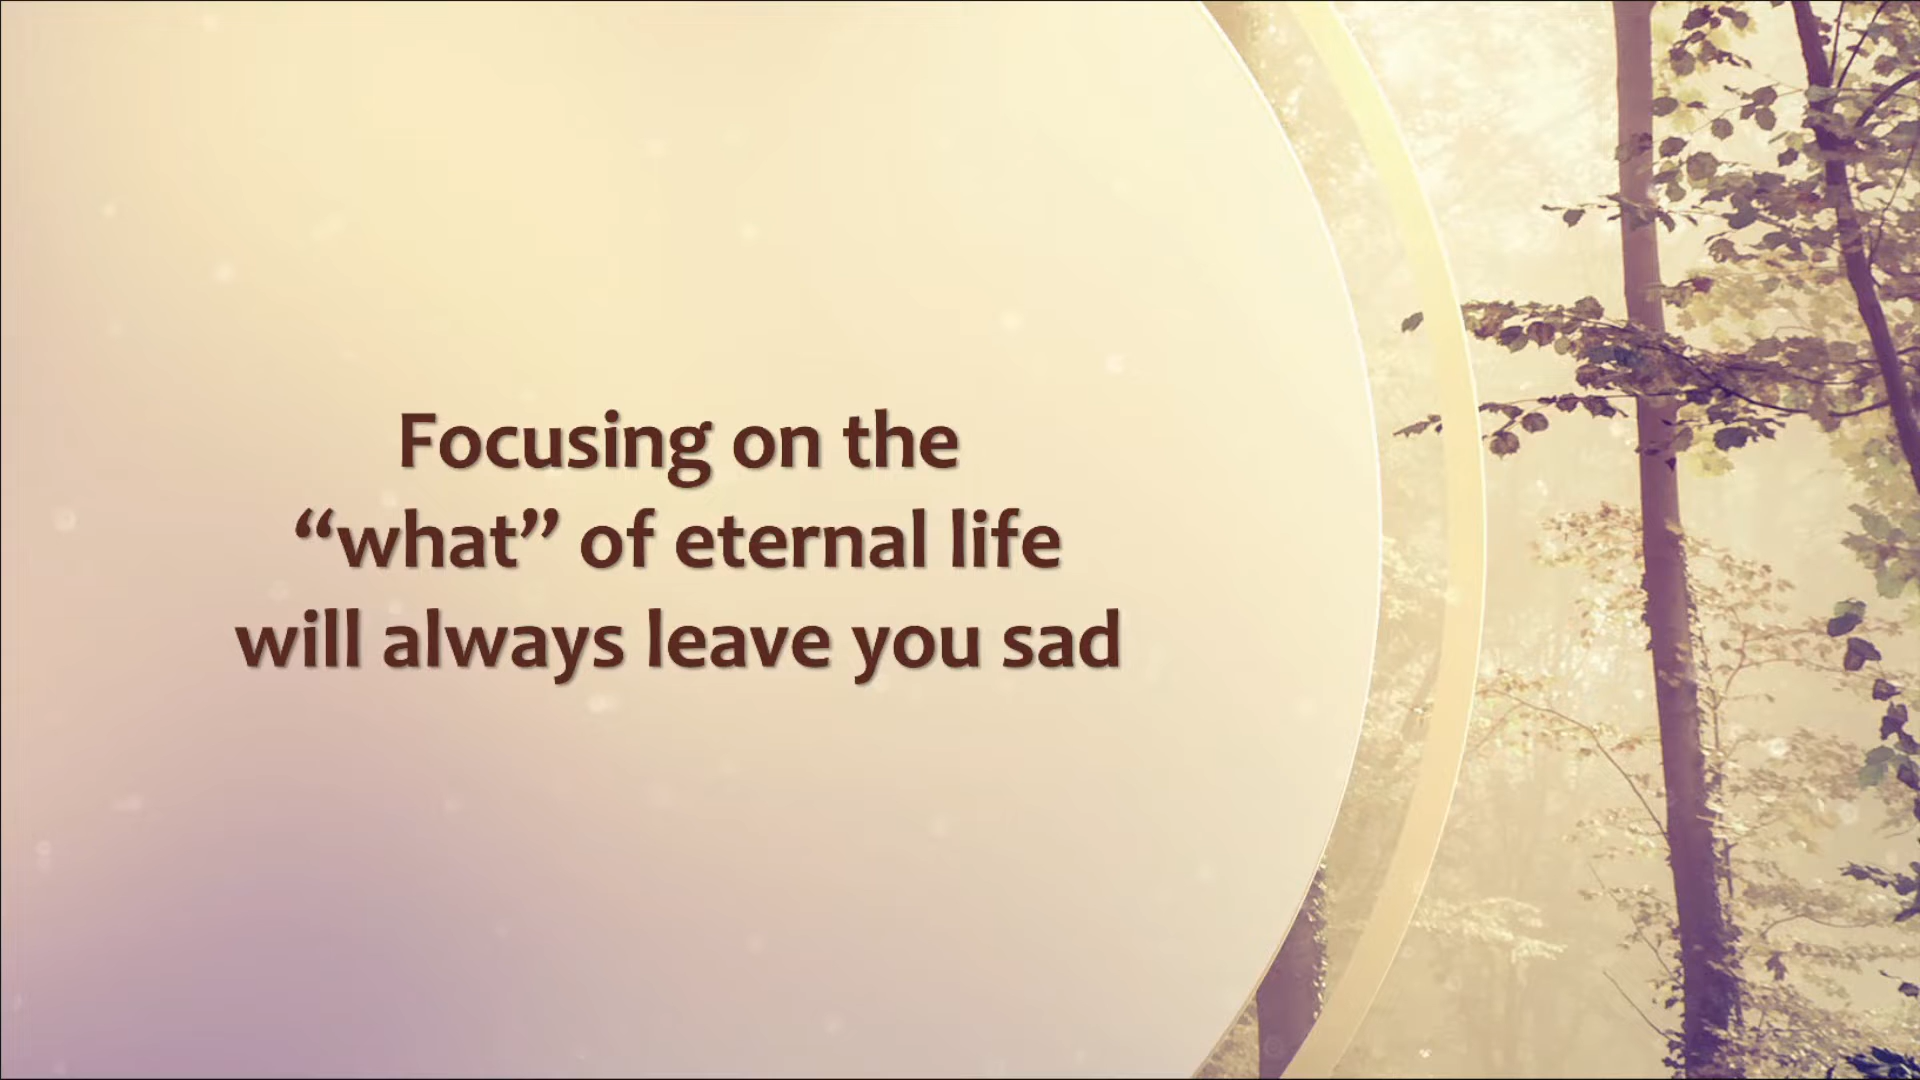 Focusing on the
“what” of eternal life
will always leave you sad